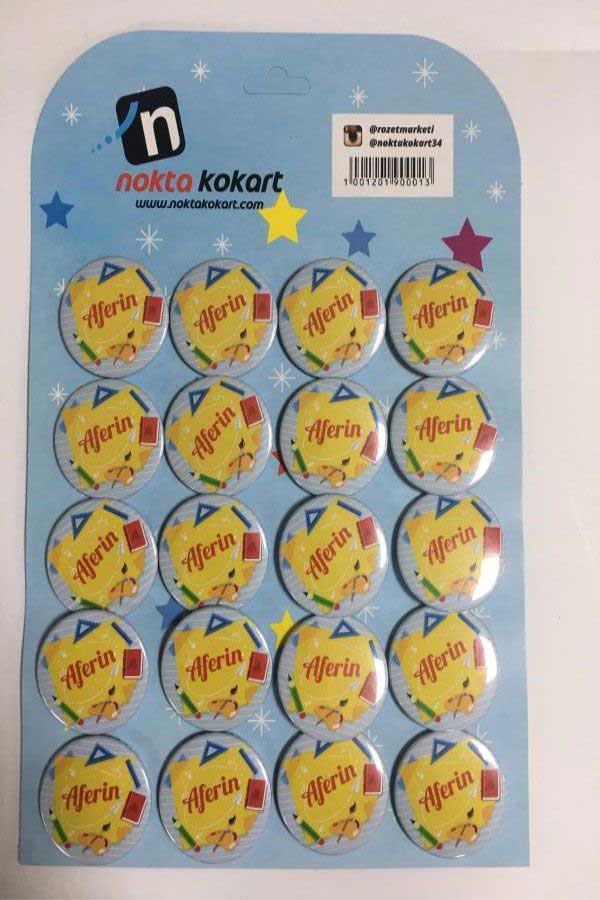 n
nokta kokart
www.noktakokart.com
@rozetmarketi
@noktakokart34
1 001201 900013
Aferin Aferin Aferin Aferin
Aferin Aferin Aferin Aferin
Aferin Aferin Aferin Aferin
Aferin Aferin Aferin Aferin
Aferin Aferin Aferin Aferin